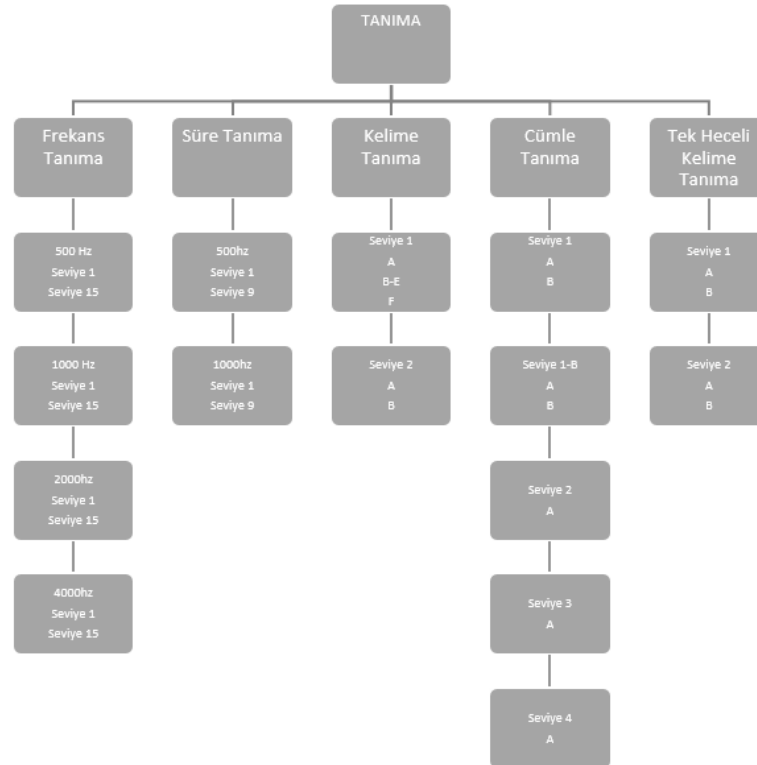 TANIMA
Frekans
Tanıma
500 Hz
Seviye 1
Seviye 15
1000 Hz
Seviye 1
Seviye 15
2000hz
Seviye 1
Seviye 15
4000hz
Seviye 1
Seviye 15
Süre Tanıma
500hz
Seviye 1
Seviye 9
1000hz
Seviye 1
Seviye 9
Kelime
Tanıma
Seviye 1
A
B-E
F
Seviye 2
A
B
Cümle
Tanıma
Seviye 1
A
B
Seviye 1-B
A
B
Seviye 2
A
Seviye 3
A
Seviye 4
A
Tek Heceli
Kelime
Tanıma
Seviye 1
A
B
Seviye 2
A
B